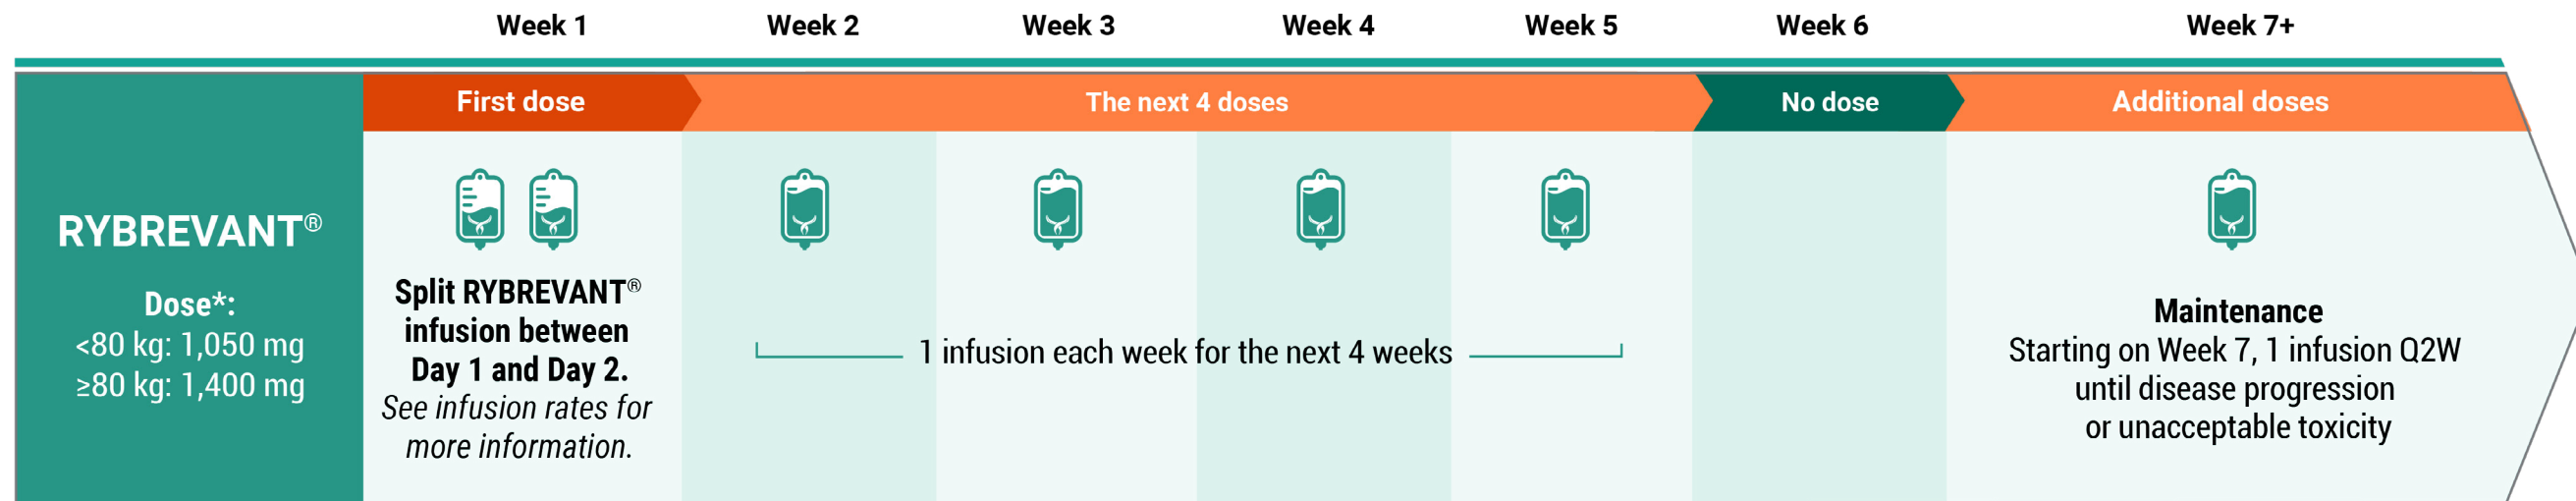 Week 1 Week 2 Week 3 Week 4 Week 5 Week 6 Week 7+
First dose The next 4 doses No dose Additional doses
RYBREVANT®
Dose*:
<80 kg: 1,050 mg
≥80 kg: 1,400 mg
Split RYBREVANT®
infusion between
Day 1 and Day 2.
See infusion rates for
more information.
1 infusion each week for the next 4 weeks
Maintenance
Starting on Week 7, 1 infusion Q2W
until disease progression
or unacceptable toxicity